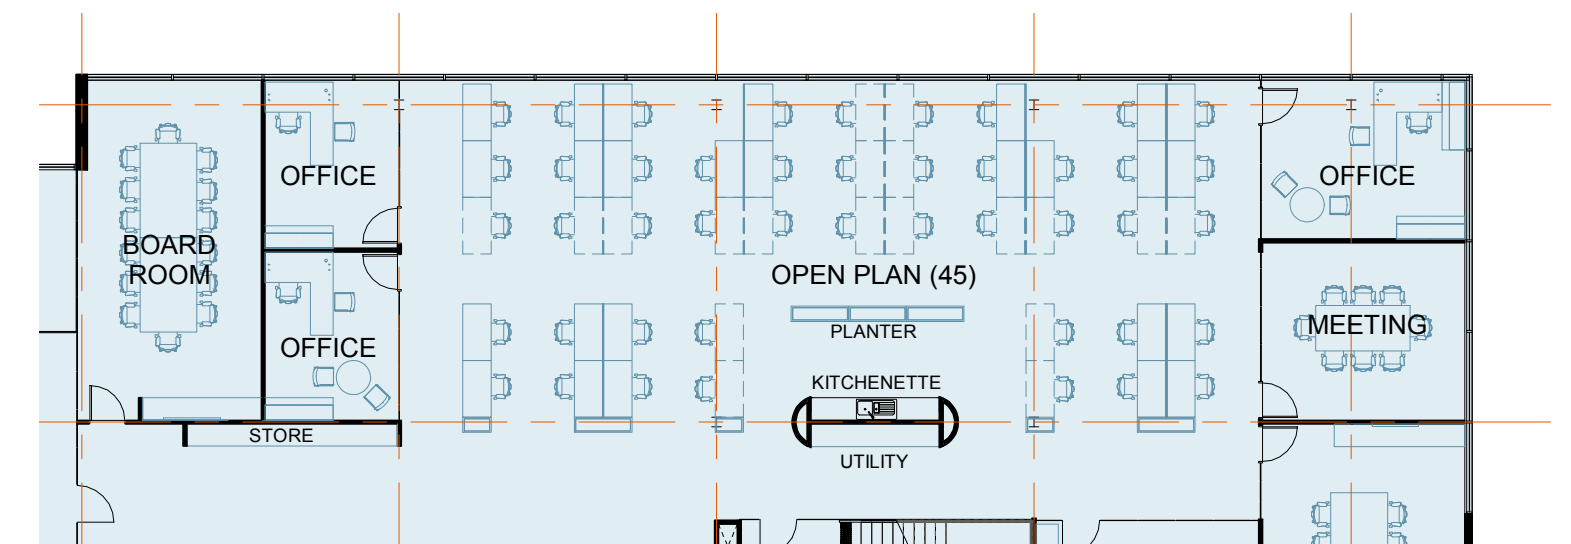 OFFICE
OFFICE
BOARD
ROOM
OPEN PLAN (45)
PLANTER
MEETING
OFFICE
KITCHENETTE
STORE
UTILITY